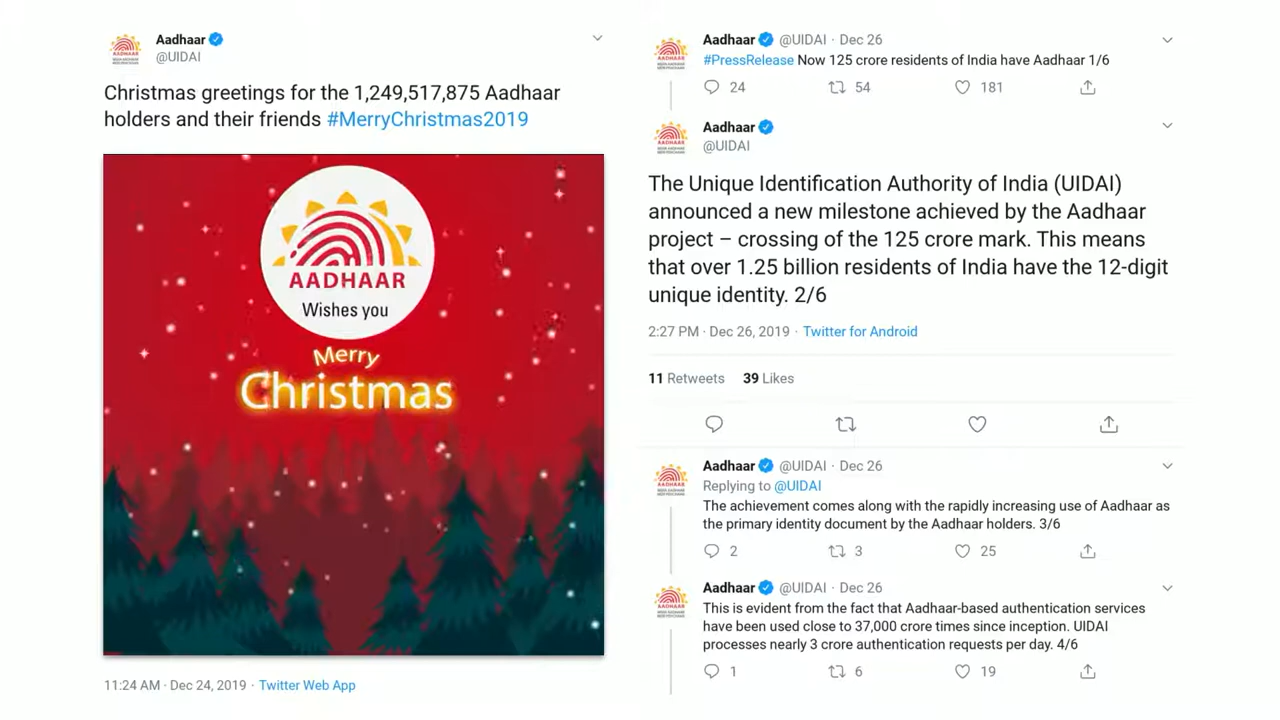 Aadhaar
@UIDAI
Christmas greetings for the 1,249,517,875 Aadhaar
holders and their friends #MerryChristmas2019
AADHAAR
Wishes you
Merry
Christmas
11:24 AM · Dec 24, 2019 · Twitter Web App
Aadhaar @UIDAI · Dec 26
#PressRelease Now 125 crore residents of India have Aadhaar 1/6
24 54 181
Aadhaar
@UIDAI
The Unique Identification Authority of India (UIDAI)
announced a new milestone achieved by the Aadhaar
project – crossing of the 125 crore mark. This means
that over 1.25 billion residents of India have the 12-digit
unique identity. 2/6
2:27 PM · Dec 26, 2019 · Twitter for Android
11 Retweets 39 Likes
Aadhaar @UIDAI · Dec 26
Replying to @UIDAI
The achievement comes along with the rapidly increasing use of Aadhaar as
the primary identity document by the Aadhaar holders. 3/6
2 3 25
Aadhaar @UIDAI · Dec 26
This is evident from the fact that Aadhaar-based authentication services
have been used close to 37,000 crore times since inception. UIDAI
processes nearly 3 crore authentication requests per day. 4/6
1 6 19